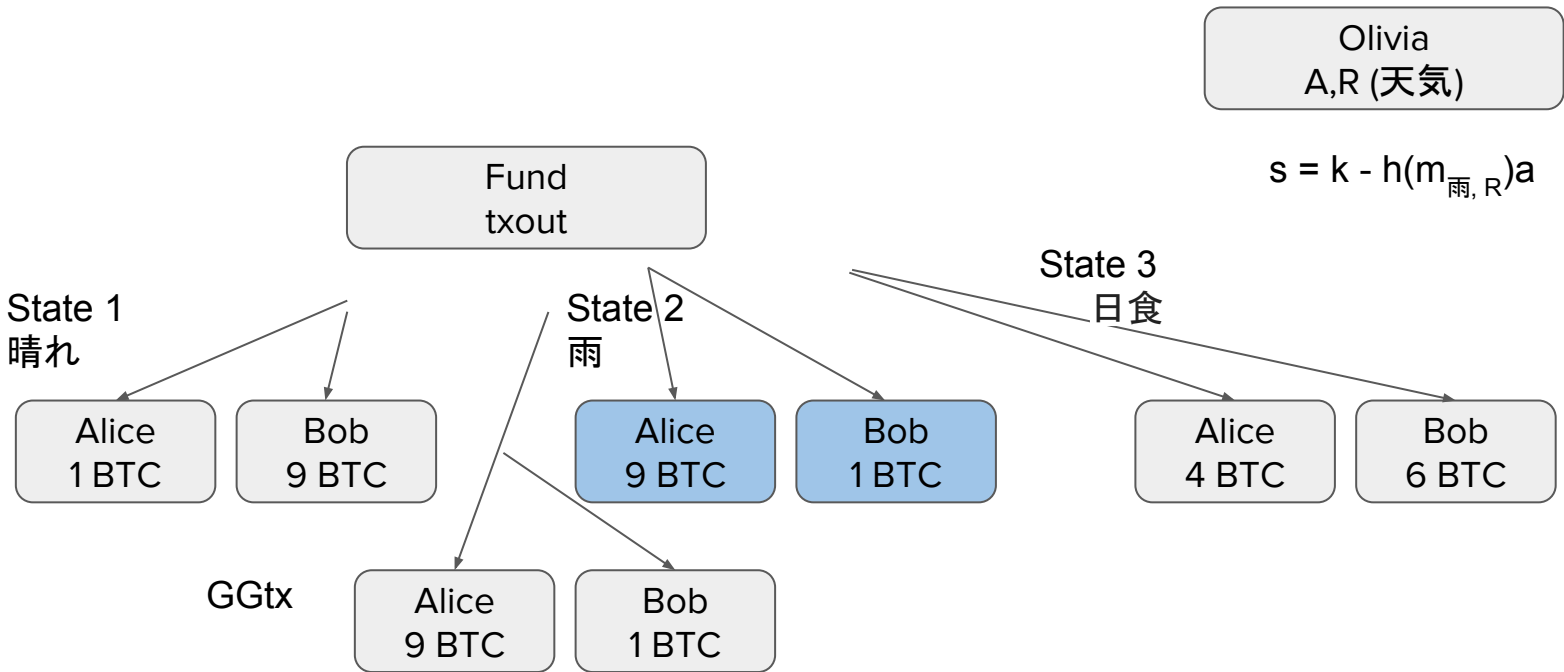 Olivia
A,R (天気)
s = k - h(m雨, R)a
Fund
txout
State 1
晴れ
State 2
雨
State 3
日食
Alice
1 BTC
Bob
9 BTC
Alice
9 BTC
Bob
1 BTC
Alice
4 BTC
Bob
6 BTC
GGtx
Alice
9 BTC
Bob
1 BTC